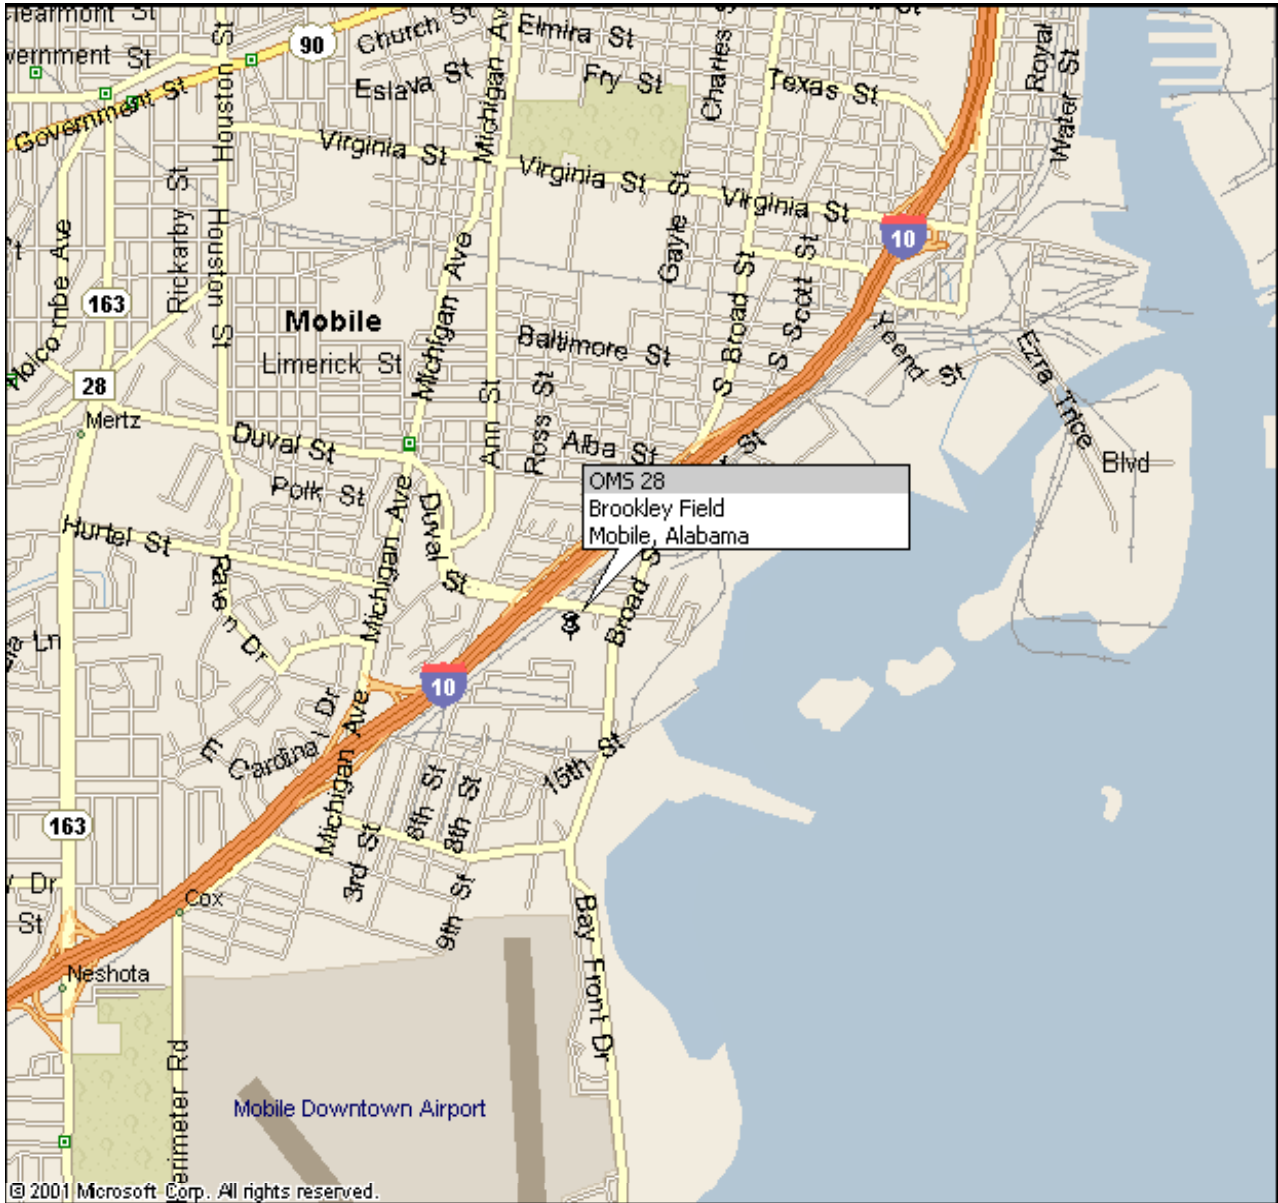 Church St
Elmira St
90
vernment St
Eslava St
Fry St
Charles
Texas St
Royal
Water St
Government St
Houston St
Michigan Ave
Virginia St
Virginia St
Virginia St
Rickarby St
Houston St
Gayle St
10
Holcombe Ave
163
Michigan Ave
S Broad St
S Scott St
Mobile
Limerick St
Baltimore St
Yeend St
Ezra Trice
Blvd
28
Mertz
Ann St
Ross St
Duval St
Alba St
St
Polk St
OMS 28
Brookley Field
Mobile, Alabama
Hurtel St
Michigan Ave
Duval St
Broad S
Raven Dr
Ln
10
E Cardinal Dr
Michigan Ave
15th St
8th St
8th St
163
3rd St
9th St
Dr
St
Cox
Bay Front Dr
Neshota
erimeter Rd
Mobile Downtown Airport
© 2001 Microsoft Corp. All rights reserved.